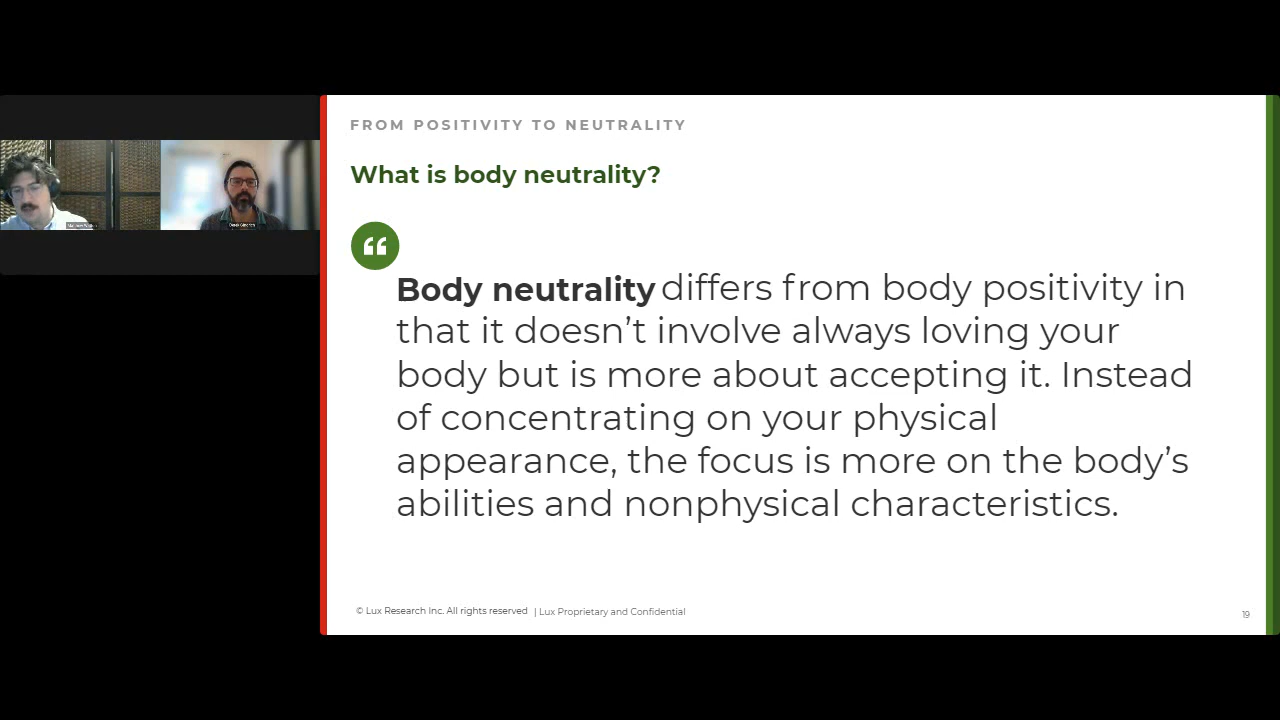 FROM POSITIVITY TO NEUTRALITY
What is body neutrality?
Body neutrality differs from body positivity in
that it doesn’t involve always loving your
body but is more about accepting it. Instead
of concentrating on your physical
appearance, the focus is more on the body’s
abilities and nonphysical characteristics.
© Lux Research Inc. All rights reserved | Lux Proprietary and Confidential
19